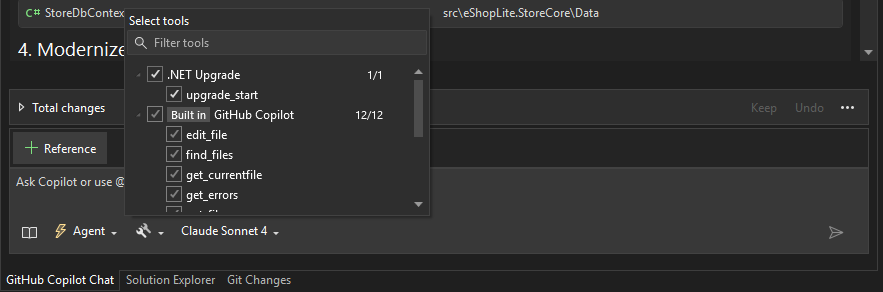 C# StoreDbContex
src\eShopLite.StoreCore\Data
4. Modernize
Select tools
Filter tools
.NET Upgrade 1/1
upgrade_start
Built in GitHub Copilot 12/12
edit_file
find_files
get_currentfile
get_errors
Total changes
Keep Undo
Reference
Ask Copilot or use @
Agent
Claude Sonnet 4
GitHub Copilot Chat Solution Explorer Git Changes